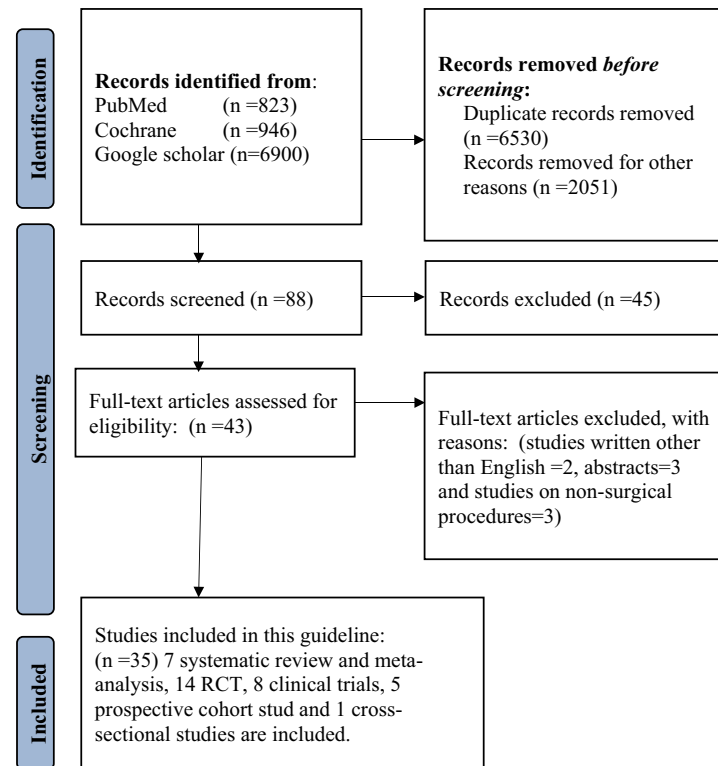 Identification
Records identified from:
PubMed (n =823)
Cochrane (n =946)
Google scholar (n=6900)
Records removed before
screening:
Duplicate records removed
(n =6530)
Records removed for other
reasons (n =2051)
Screening
Records screened (n =88)
Records excluded (n =45)
Full-text articles assessed for
eligibility: (n =43)
Full-text articles excluded, with
reasons: (studies written other
than English =2, abstracts=3
and studies on non-surgical
procedures=3)
Included
Studies included in this guideline:
(n =35) 7 systematic review and meta-
analysis, 14 RCT, 8 clinical trials, 5
prospective cohort stud and 1 cross-
sectional studies are included.